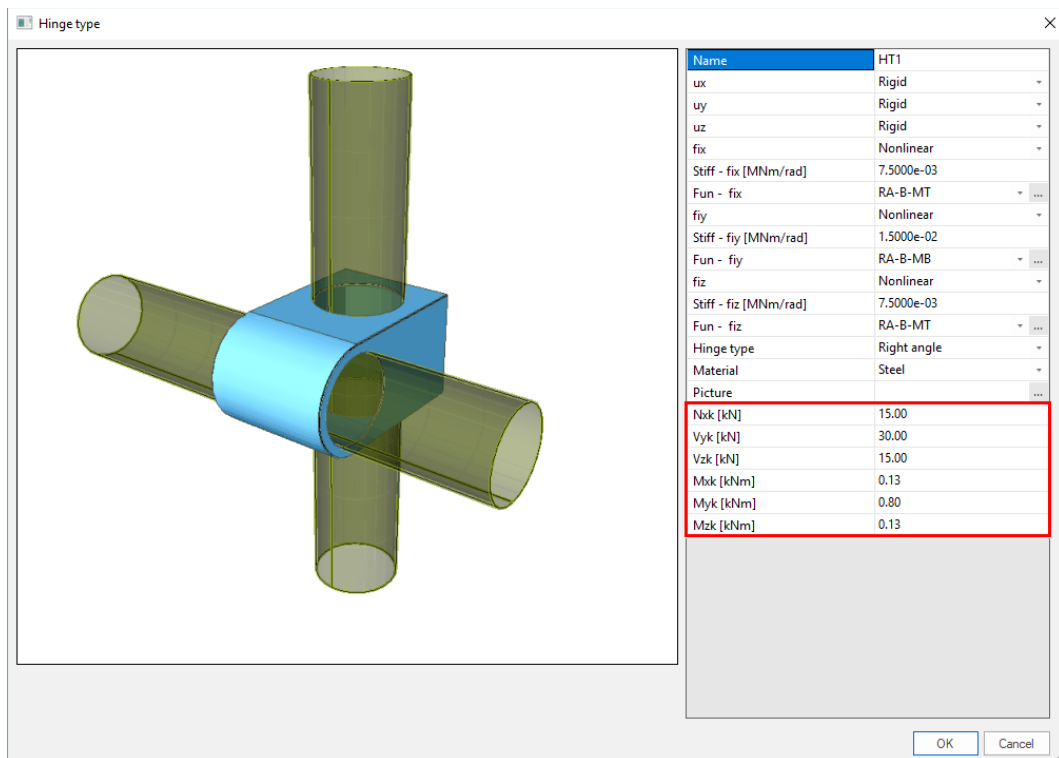 Hinge type
Name HT1
ux Rigid
uy Rigid
uz Rigid
fix Nonlinear
Stiff - fix [MNm/rad] 7.5000e-03
Fun - fix RA-B-MT ...
fiy Nonlinear
Stiff - fiy [MNm/rad] 1.5000e-02
Fun - fiy RA-B-MB ...
fiz Nonlinear
Stiff - fiz [MNm/rad] 7.5000e-03
Fun - fiz RA-B-MT ...
Hinge type Right angle
Material Steel
Picture ...
Nxk [kN] 15.00
Vyk [kN] 30.00
Vzk [kN] 15.00
Mxk [kNm] 0.13
Myk [kNm] 0.80
Mzk [kNm] 0.13
OK Cancel